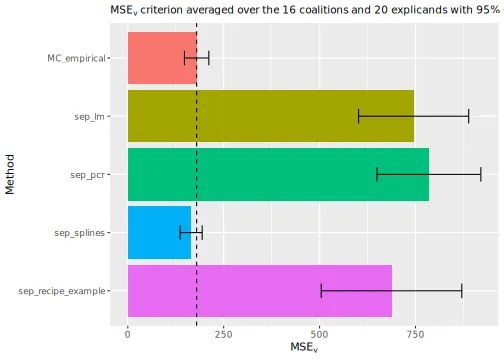 MSEv criterion averaged over the 16 coalitions and 20 explicands with 95%
MC_empirical
sep_lm
sep_pcr
sep_splines
sep_recipe_example
Method
0 250 500 750
MSEv